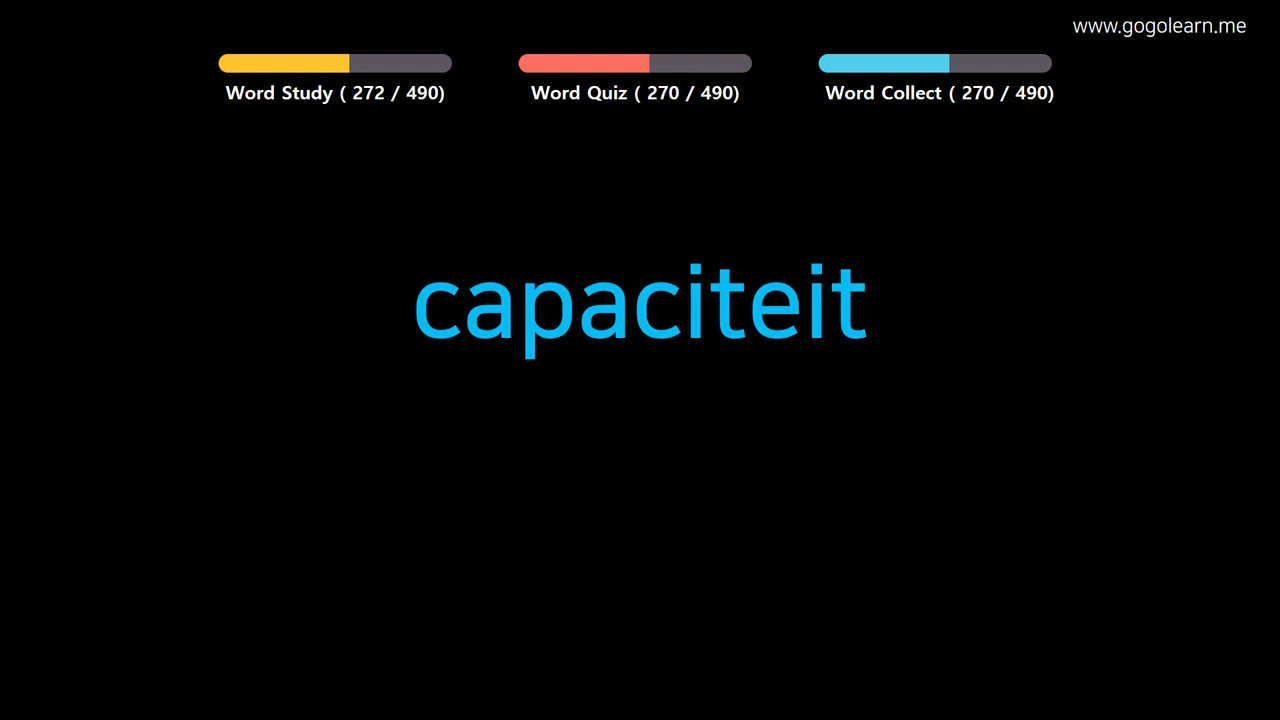 www.gogolearn.me
Word Study ( 272 / 490)
Word Quiz ( 270 / 490)
Word Collect ( 270 / 490)
capaciteit